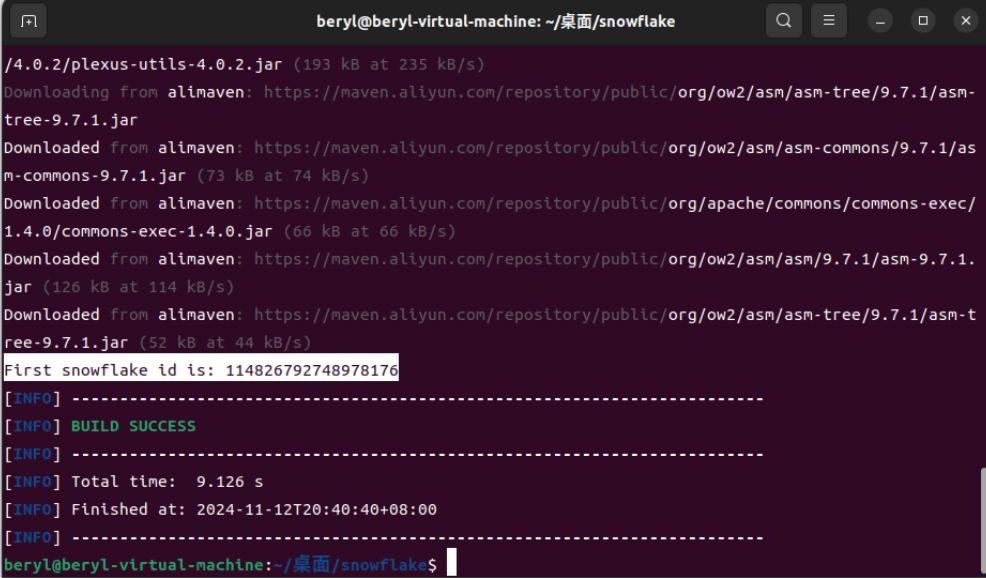 beryl@beryl-virtual-machine: ~/桌面/snowflake
/4.0.2/plexus-utils-4.0.2.jar (193 kB at 235 kB/s)
Downloading from alimaven: https://maven.aliyun.com/repository/public/org/ow2/asm/asm-tree/9.7.1/asm-
tree-9.7.1.jar
Downloaded from alimaven: https://maven.aliyun.com/repository/public/org/ow2/asm/asm-commons/9.7.1/as
m-commons-9.7.1.jar (73 kB at 74 kB/s)
Downloaded from alimaven: https://maven.aliyun.com/repository/public/org/apache/commons/commons-exec/
1.4.0/commons-exec-1.4.0.jar (66 kB at 66 kB/s)
Downloaded from alimaven: https://maven.aliyun.com/repository/public/org/ow2/asm/asm/9.7.1/asm-9.7.1.
jar (126 kB at 114 kB/s)
Downloaded from alimaven: https://maven.aliyun.com/repository/public/org/ow2/asm/asm-tree/9.7.1/asm-t
ree-9.7.1.jar (52 kB at 44 kB/s)
First snowflake id is: 114826792748978176
[INFO] ------------------------------------------------------------------------
[INFO] BUILD SUCCESS
[INFO] ------------------------------------------------------------------------
[INFO] Total time:  9.126 s
[INFO] Finished at: 2024-11-12T20:40:40+08:00
[INFO] ------------------------------------------------------------------------
beryl@beryl-virtual-machine:~/桌面/snowflake$